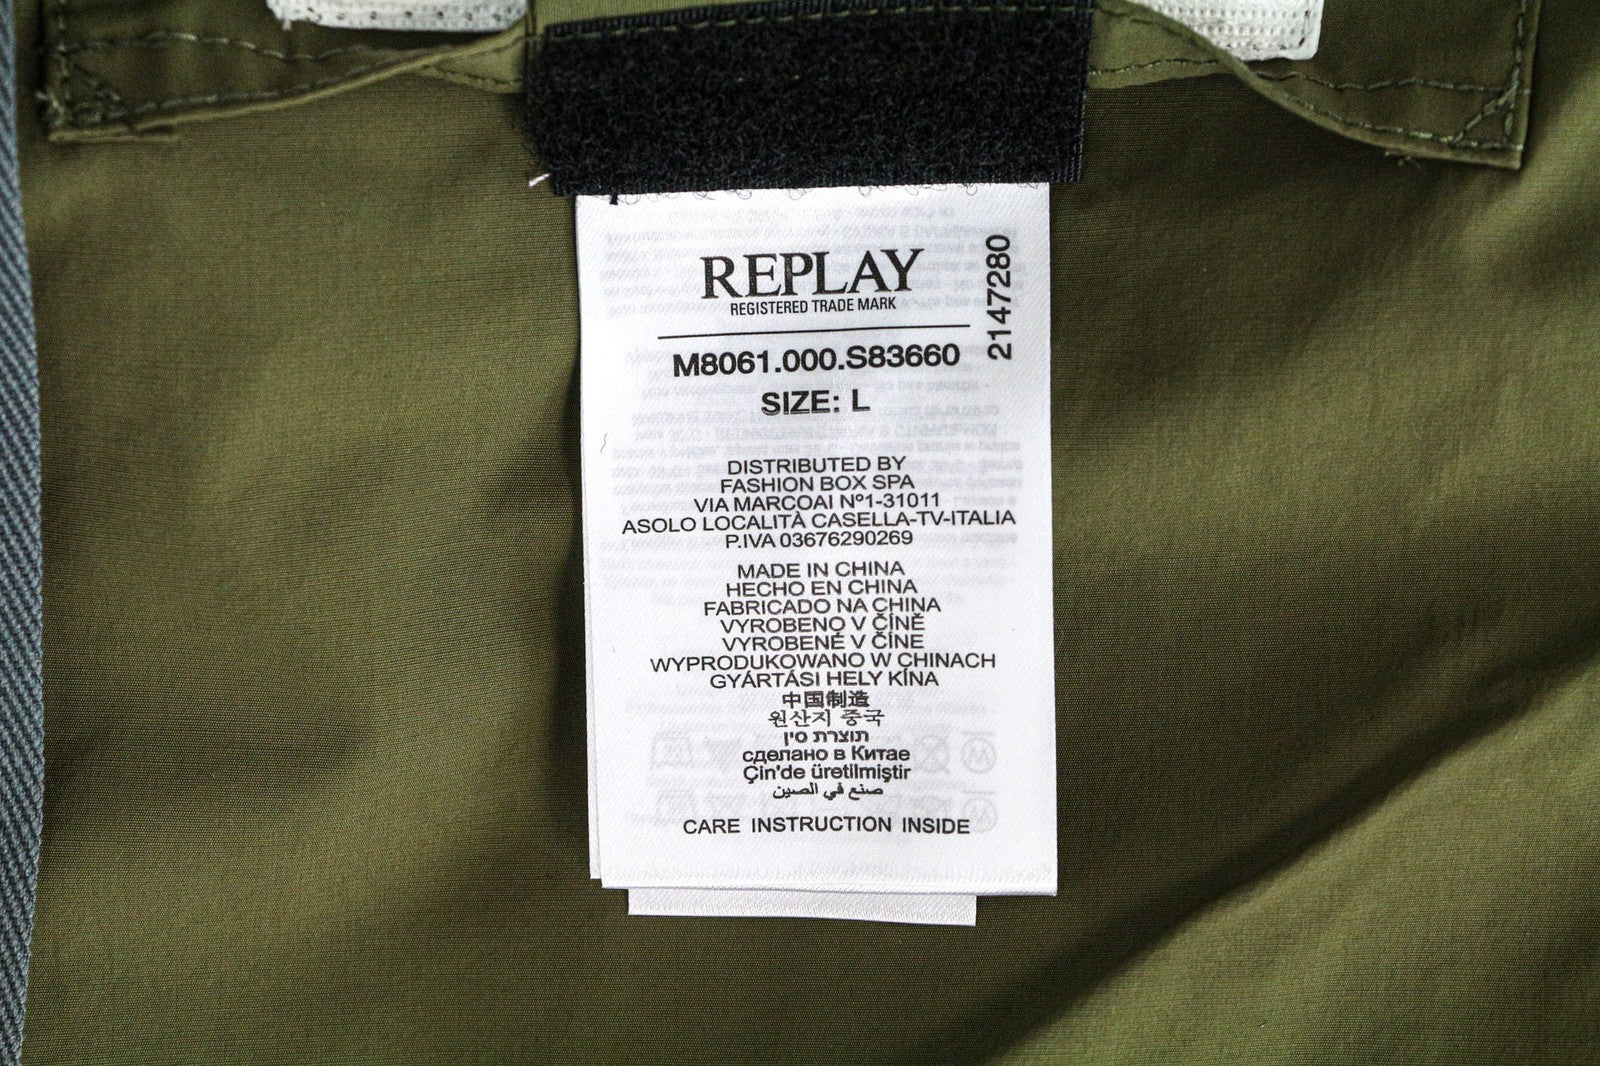 REPLAY
REGISTERED TRADE MARK
2147280
M8061.000.S83660
SIZE: L
DISTRIBUTED BY
FASHION BOX SPA
VIA MARCOAI Nº1-31011
ASOLO LOCALITÀ CASELLA-TV-ITALIA
P.IVA 03676290269
MADE IN CHINA
HECHO EN CHINA
FABRICADO NA CHINA
VYROBENO V ČÍNĚ
VYROBENÉ V ČÍNE
WYPRODUKOWANO W CHINACH
GYÁRTÁSI HELY KÍNA
中国制造
원산지 중국
תוצרת סין
сделано в Китае
Çin'de üretilmiştir
صنع في الصين
CARE INSTRUCTION INSIDE